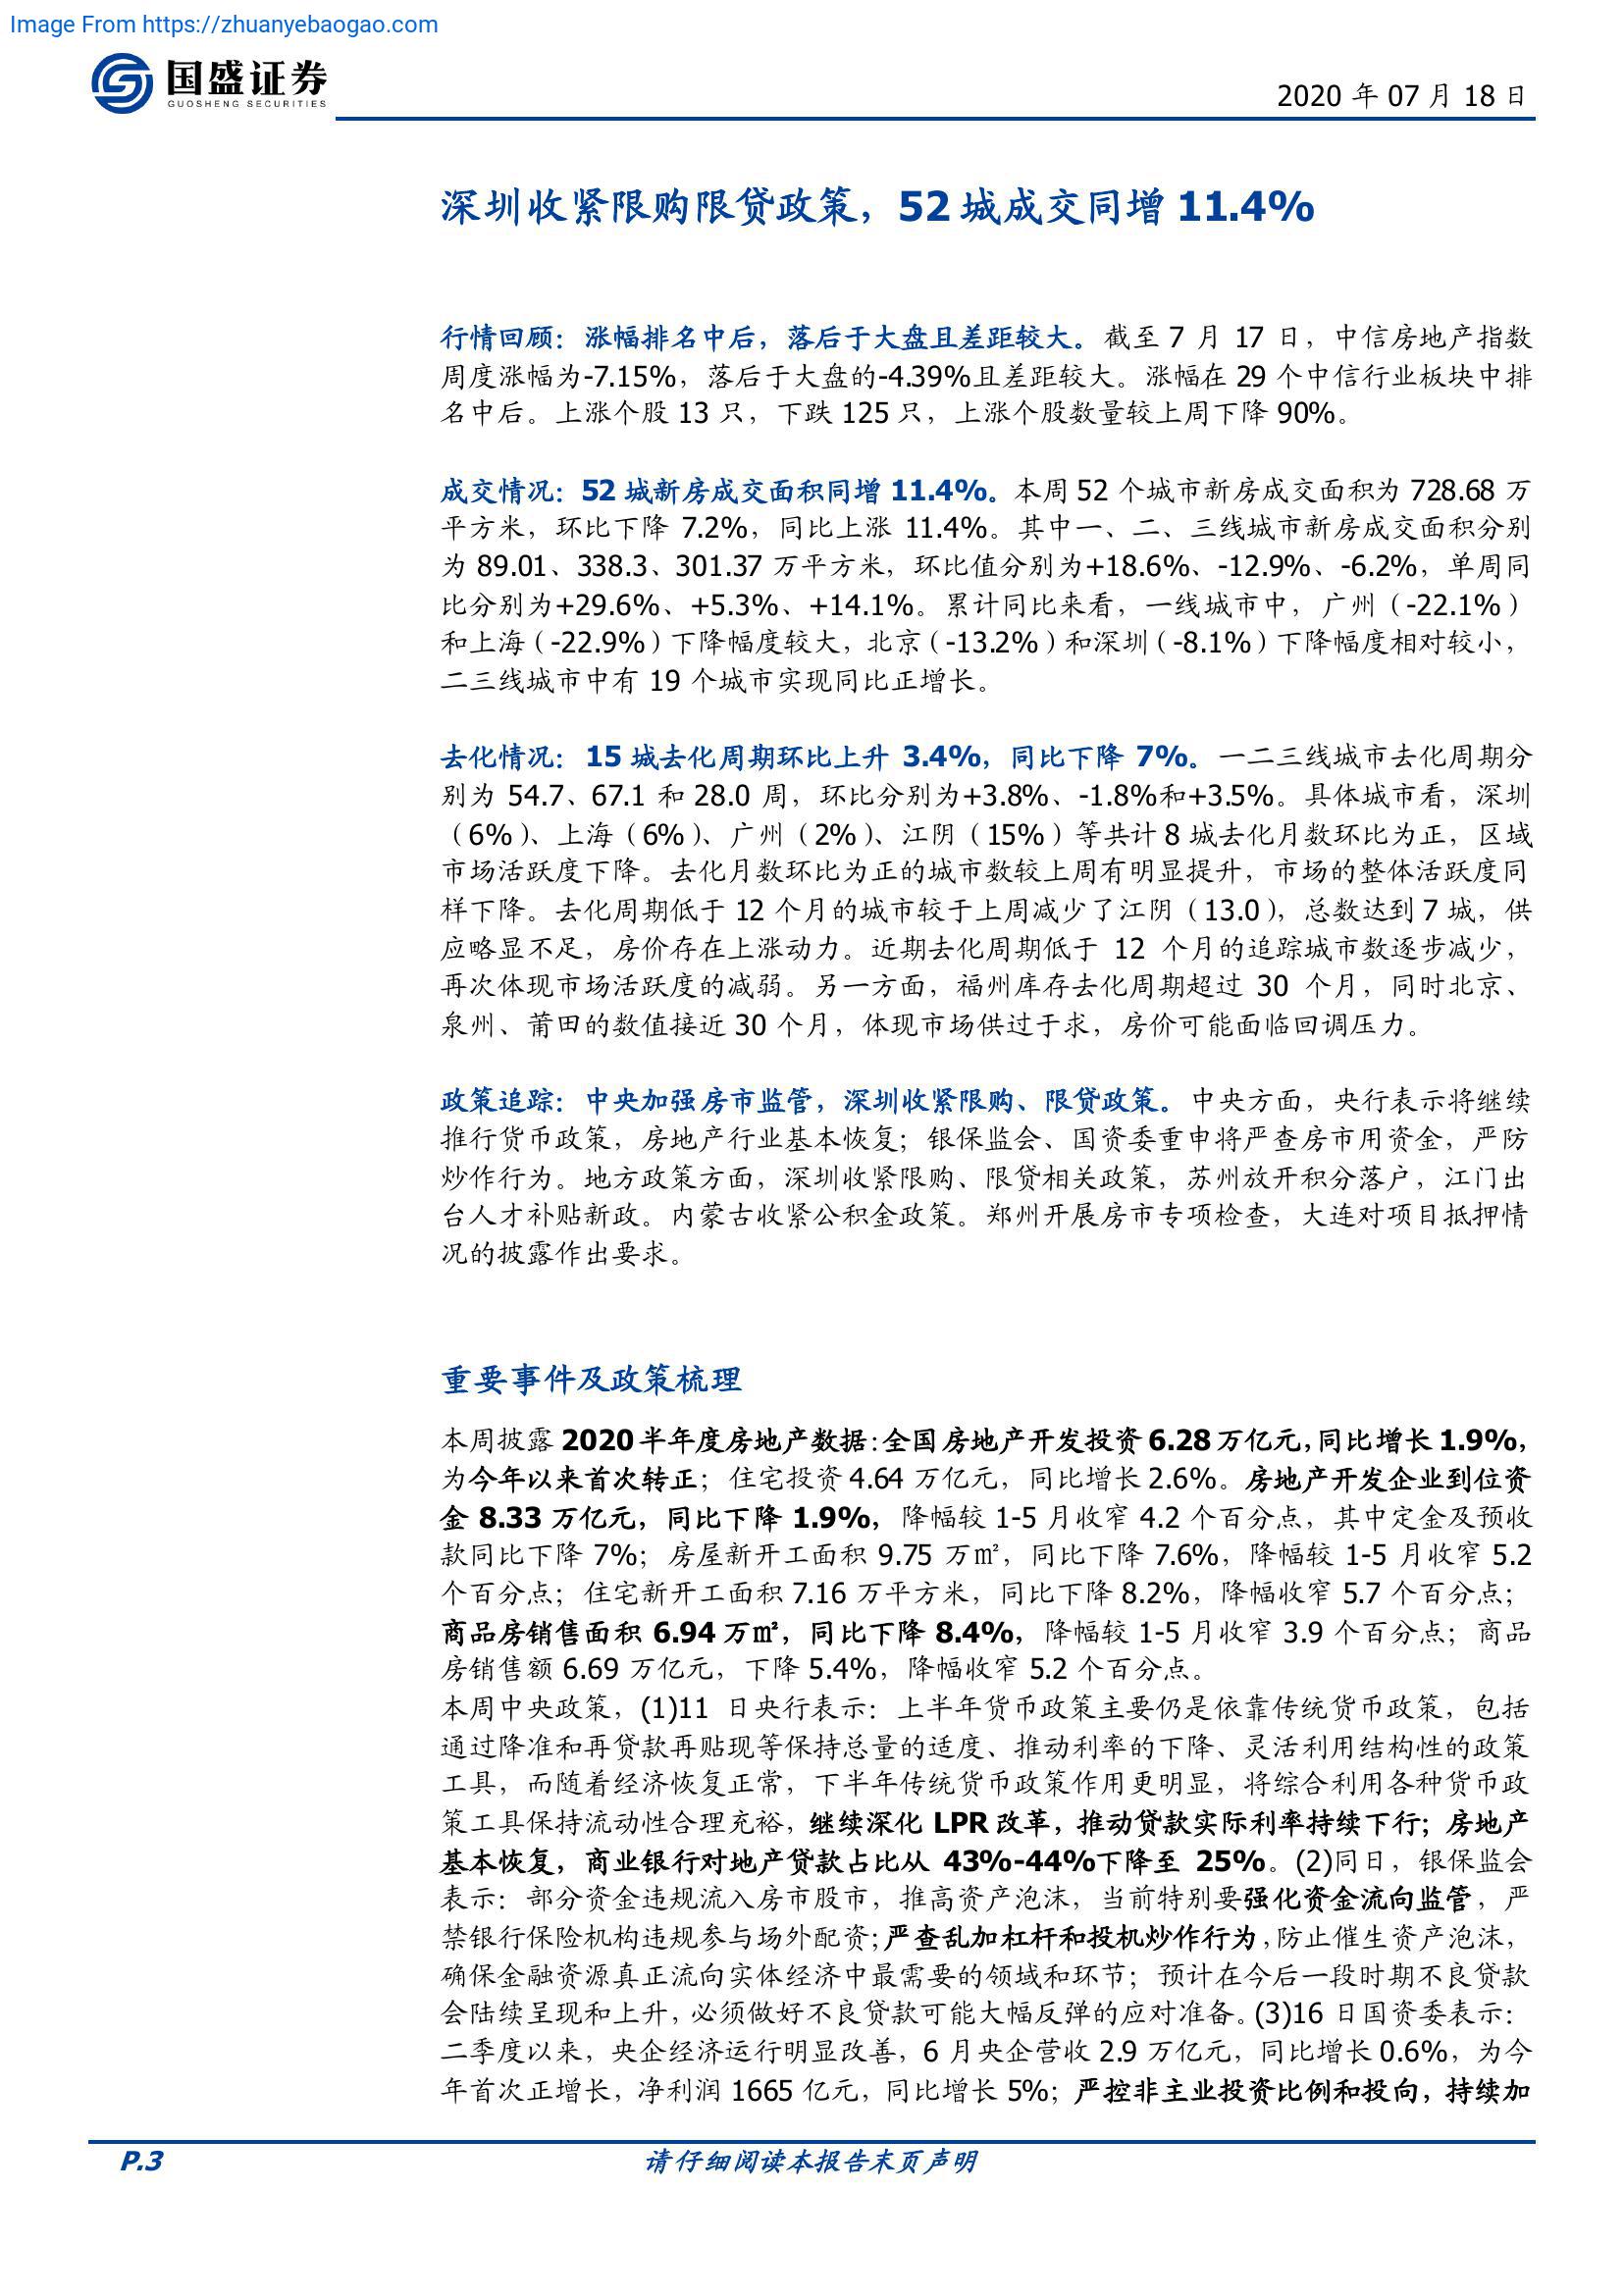 Image From https://zhuanyebaogao.com
国盛证券
GUOSHENG SECURITIES
2020 年 07 月 18 日
深圳收紧限购限贷政策，52 城成交同增 11.4%
行情回顾：涨幅排名中后，落后于大盘且差距较大。截至 7 月 17 日，中信房地产指数
周度涨幅为-7.15%，落后于大盘的-4.39%且差距较大。涨幅在 29 个中信行业板块中排
名中后。上涨个股 13 只，下跌 125 只，上涨个股数量较上周下降 90%。
成交情况：52 城新房成交面积同增 11.4%。本周 52 个城市新房成交面积为 728.68 万
平方米，环比下降 7.2%，同比上涨 11.4%。其中一、二、三线城市新房成交面积分别
为 89.01、338.3、301.37 万平方米，环比值分别为+18.6%、-12.9%、-6.2%，单周同
比分别为+29.6%、+5.3%、+14.1%。累计同比来看，一线城市中，广州（-22.1%）
和上海（-22.9%）下降幅度较大，北京（-13.2%）和深圳（-8.1%）下降幅度相对较小，
二三线城市中有 19 个城市实现同比正增长。
去化情况：15 城去化周期环比上升 3.4%，同比下降 7%。一二三线城市去化周期分
别为 54.7、67.1 和 28.0 周，环比分别为+3.8%、-1.8%和+3.5%。具体城市看，深圳
（6%）、上海（6%）、广州（2%）、江阴（15%）等共计 8 城去化月数环比为正，区域
市场活跃度下降。去化月数环比为正的城市数较上周有明显提升，市场的整体活跃度同
样下降。去化周期低于 12 个月的城市较于上周减少了江阴（13.0），总数达到 7 城，供
应略显不足，房价存在上涨动力。近期去化周期低于 12 个月的追踪城市数逐步减少，
再次体现市场活跃度的减弱。另一方面，福州库存去化周期超过 30 个月，同时北京、
泉州、莆田的数值接近 30 个月，体现市场供过于求，房价可能面临回调压力。
政策追踪：中央加强房市监管，深圳收紧限购、限贷政策。中央方面，央行表示将继续
推行货币政策，房地产行业基本恢复；银保监会、国资委重申将严查房市用资金，严防
炒作行为。地方政策方面，深圳收紧限购、限贷相关政策，苏州放开积分落户，江门出
台人才补贴新政。内蒙古收紧公积金政策。郑州开展房市专项检查，大连对项目抵押情
况的披露作出要求。
重要事件及政策梳理
本周披露 2020 半年度房地产数据：全国房地产开发投资 6.28 万亿元，同比增长 1.9%，
为今年以来首次转正；住宅投资 4.64 万亿元，同比增长 2.6%。房地产开发企业到位资
金 8.33 万亿元，同比下降 1.9%，降幅较 1-5 月收窄 4.2 个百分点，其中定金及预收
款同比下降 7%；房屋新开工面积 9.75 万㎡，同比下降 7.6%，降幅较 1-5 月收窄 5.2
个百分点；住宅新开工面积 7.16 万平方米，同比下降 8.2%，降幅收窄 5.7 个百分点；
商品房销售面积 6.94 万㎡，同比下降 8.4%，降幅较 1-5 月收窄 3.9 个百分点；商品
房销售额 6.69 万亿元，下降 5.4%，降幅收窄 5.2 个百分点。
本周中央政策，(1)11 日央行表示：上半年货币政策主要仍是依靠传统货币政策，包括
通过降准和再贷款再贴现等保持总量的适度、推动利率的下降、灵活利用结构性的政策
工具，而随着经济恢复正常，下半年传统货币政策作用更明显，将综合利用各种货币政
策工具保持流动性合理充裕，继续深化 LPR 改革，推动贷款实际利率持续下行；房地产
基本恢复，商业银行对地产贷款占比从 43%-44%下降至 25%。(2)同日，银保监会
表示：部分资金违规流入房市股市，推高资产泡沫，当前特别要强化资金流向监管，严
禁银行保险机构违规参与场外配资；严查乱加杠杆和投机炒作行为，防止催生资产泡沫，
确保金融资源真正流向实体经济中最需要的领域和环节；预计在今后一段时期不良贷款
会陆续呈现和上升，必须做好不良贷款可能大幅反弹的应对准备。(3)16 日国资委表示：
二季度以来，央企经济运行明显改善，6 月央企营收 2.9 万亿元，同比增长 0.6%，为今
年首次正增长，净利润 1665 亿元，同比增长 5%；严控非主业投资比例和投向，持续加
P.3
请仔细阅读本报告末页声明